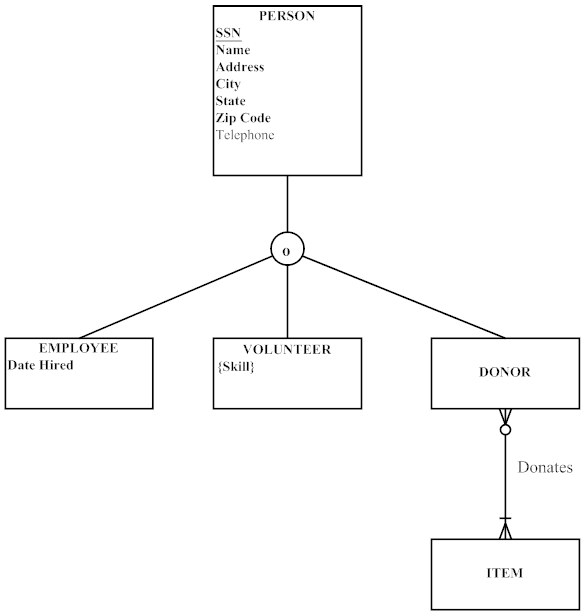 PERSON
SSN
Name
Address
City
State
Zip Code
Telephone
o
EMPLOYEE
Date Hired
VOLUNTEER
{Skill}
DONOR
Donates
ITEM